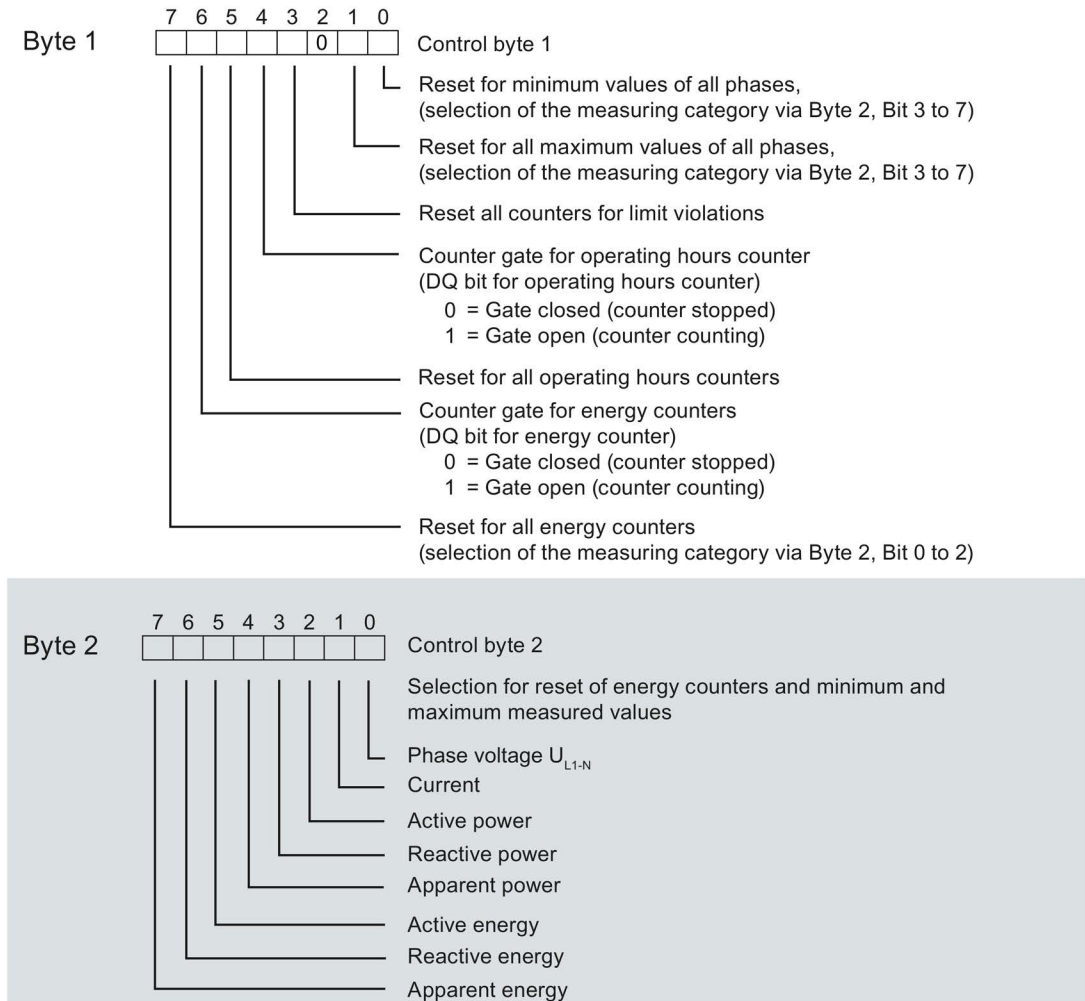 7 6 5 4 3 2 1 0
Byte 1
0
Control byte 1
Reset for minimum values of all phases,
(selection of the measuring category via Byte 2, Bit 3 to 7)
Reset for all maximum values of all phases,
(selection of the measuring category via Byte 2, Bit 3 to 7)
Reset all counters for limit violations
Counter gate for operating hours counter
(DQ bit for operating hours counter)
0 = Gate closed (counter stopped)
1 = Gate open (counter counting)
Reset for all operating hours counters
Counter gate for energy counters
(DQ bit for energy counter)
0 = Gate closed (counter stopped)
1 = Gate open (counter counting)
Reset for all energy counters
(selection of the measuring category via Byte 2, Bit 0 to 2)
7 6 5 4 3 2 1 0
Byte 2
Control byte 2
Selection for reset of energy counters and minimum and
maximum measured values
Phase voltage U L1-N
Current
Active power
Reactive power
Apparent power
Active energy
Reactive energy
Apparent energy